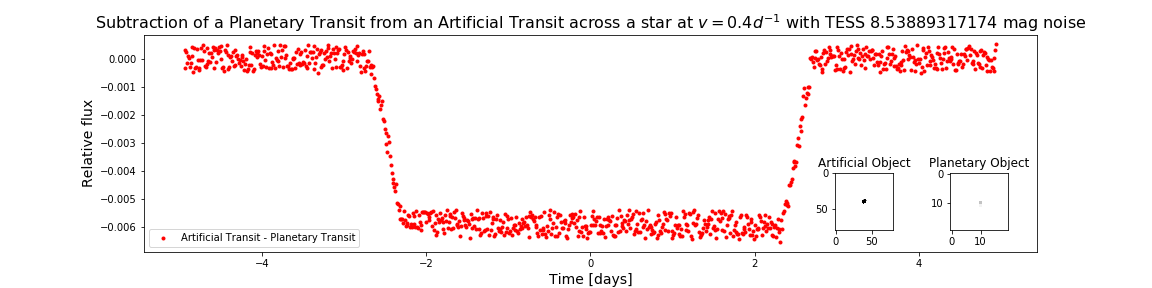 Subtraction of a Planetary Transit from an Artificial Transit across a star at v = 0.4d⁻¹ with TESS 8.53889317174 mag noise
Relative flux
0.000
−0.001
−0.002
−0.003
−0.004
−0.005
−0.006
Artificial Transit - Planetary Transit
Artificial Object
0
50
0 50
Planetary Object
0
10
0 10
−4 −2 0 2 4
Time [days]